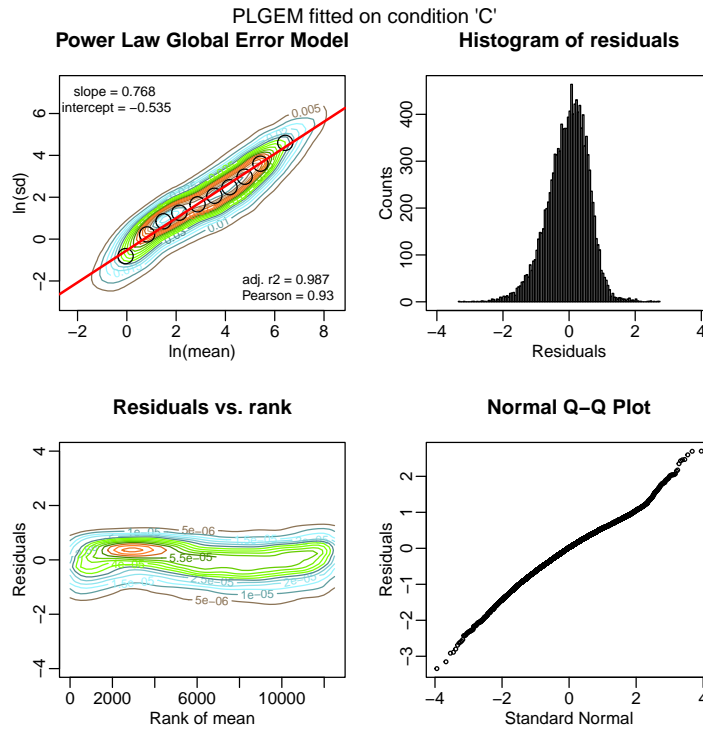 PLGEM fitted on condition 'C'
Power Law Global Error Model
slope = 0.768
intercept = −0.535
adj. r2 = 0.987
Pearson = 0.93
0.005
0.01
0.03
ln(sd)
−2 0 2 4 6
−2 0 2 4 6 8
ln(mean)
Histogram of residuals
Counts
0 100 200 300 400
−4 −2 0 2 4
Residuals
Residuals vs. rank
Residuals
−4 −2 0 2 4
5e−06
1e−05
5.5e−05
2.5e−05
1e−05
5e−06
0 2000 6000 10000
Rank of mean
Normal Q−Q Plot
Residuals
−3 −2 −1 0 1 2
−4 −2 0 2 4
Standard Normal